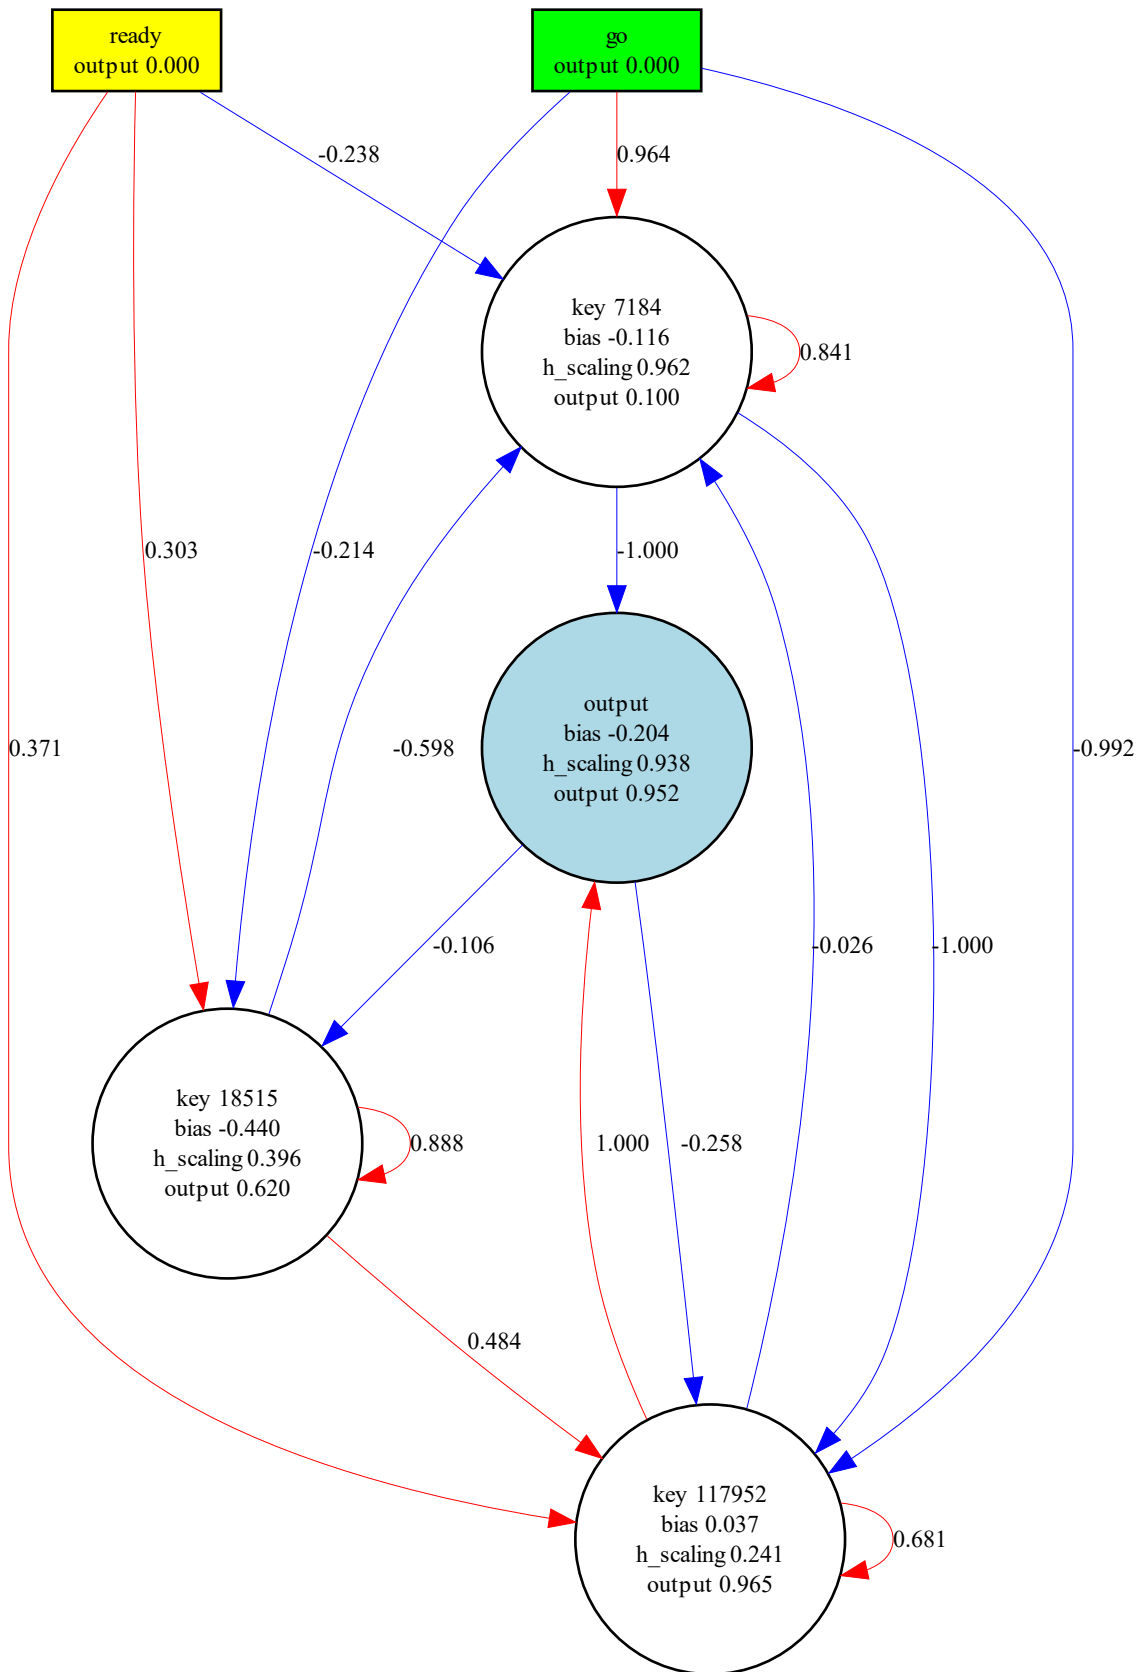 ready
output 0.000
go
output 0.000
-0.238
0.964
key 7184
bias -0.116
h_scaling 0.962
output 0.100
0.841
0.303
-0.214
-1.000
output
bias -0.204
h_scaling 0.938
output 0.952
0.371
-0.598
-0.992
-0.106
-0.026
-1.000
key 18515
bias -0.440
h_scaling 0.396
output 0.620
0.888
1.000
-0.258
0.484
key 117952
bias 0.037
h_scaling 0.241
output 0.965
0.681